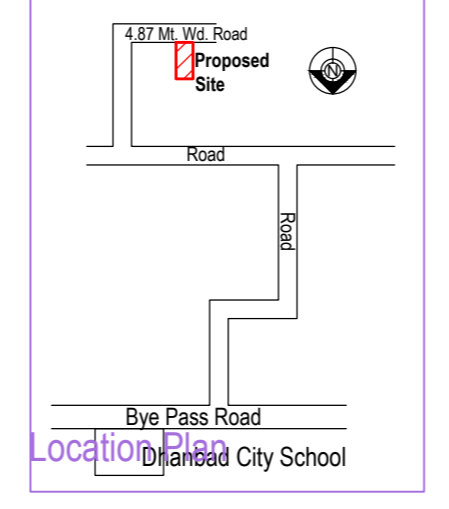 4.87 Mt. Wd. Road
Proposed
Site
N
Road
Road
Bye Pass Road
Location Plan
Dhanbad City School